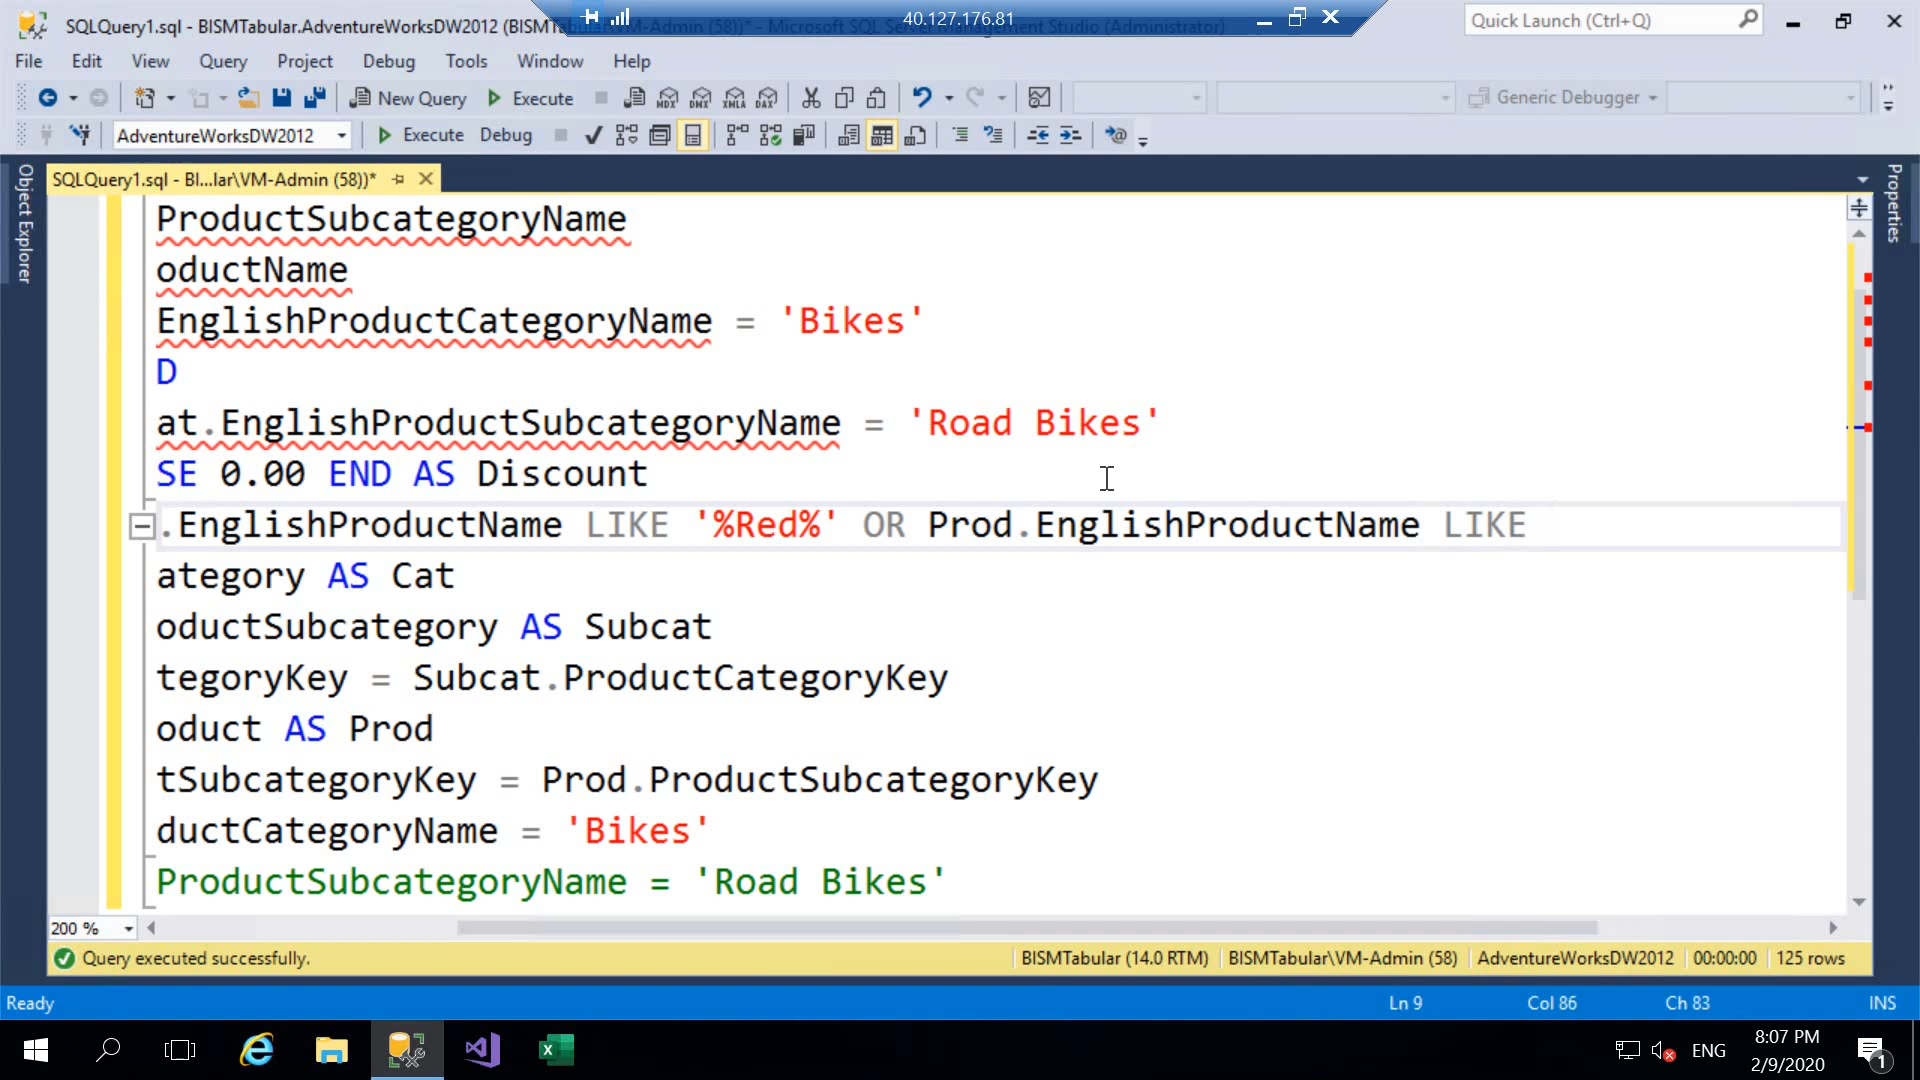 SQLQuery1.sql - BISMTabular.AdventureWorksDW2012 (BISMTabular\VM-Admin (58))* - Microsoft SQL Server Management Studio (Administrator)
40.127.176.81
Quick Launch (Ctrl+Q)
File Edit View Query Project Debug Tools Window Help
New Query Execute MDX DMX XMLA DAX Generic Debugger
AdventureWorksDW2012 Execute Debug
SQLQuery1.sql - BI...lar\VM-Admin (58))*
Object Explorer
Properties
ProductSubcategoryName
oductName
EnglishProductCategoryName = 'Bikes'
D
at.EnglishProductSubcategoryName = 'Road Bikes'
SE 0.00 END AS Discount
.EnglishProductName LIKE '%Red%' OR Prod.EnglishProductName LIKE
ategory AS Cat
oductSubcategory AS Subcat
tegoryKey = Subcat.ProductCategoryKey
oduct AS Prod
tSubcategoryKey = Prod.ProductSubcategoryKey
ductCategoryName = 'Bikes'
ProductSubcategoryName = 'Road Bikes'
200 %
Query executed successfully. BISMTabular (14.0 RTM) BISMTabular\VM-Admin (58) AdventureWorksDW2012 00:00:00 125 rows
Ready Ln 9 Col 86 Ch 83 INS
ENG
8:07 PM
2/9/2020
1